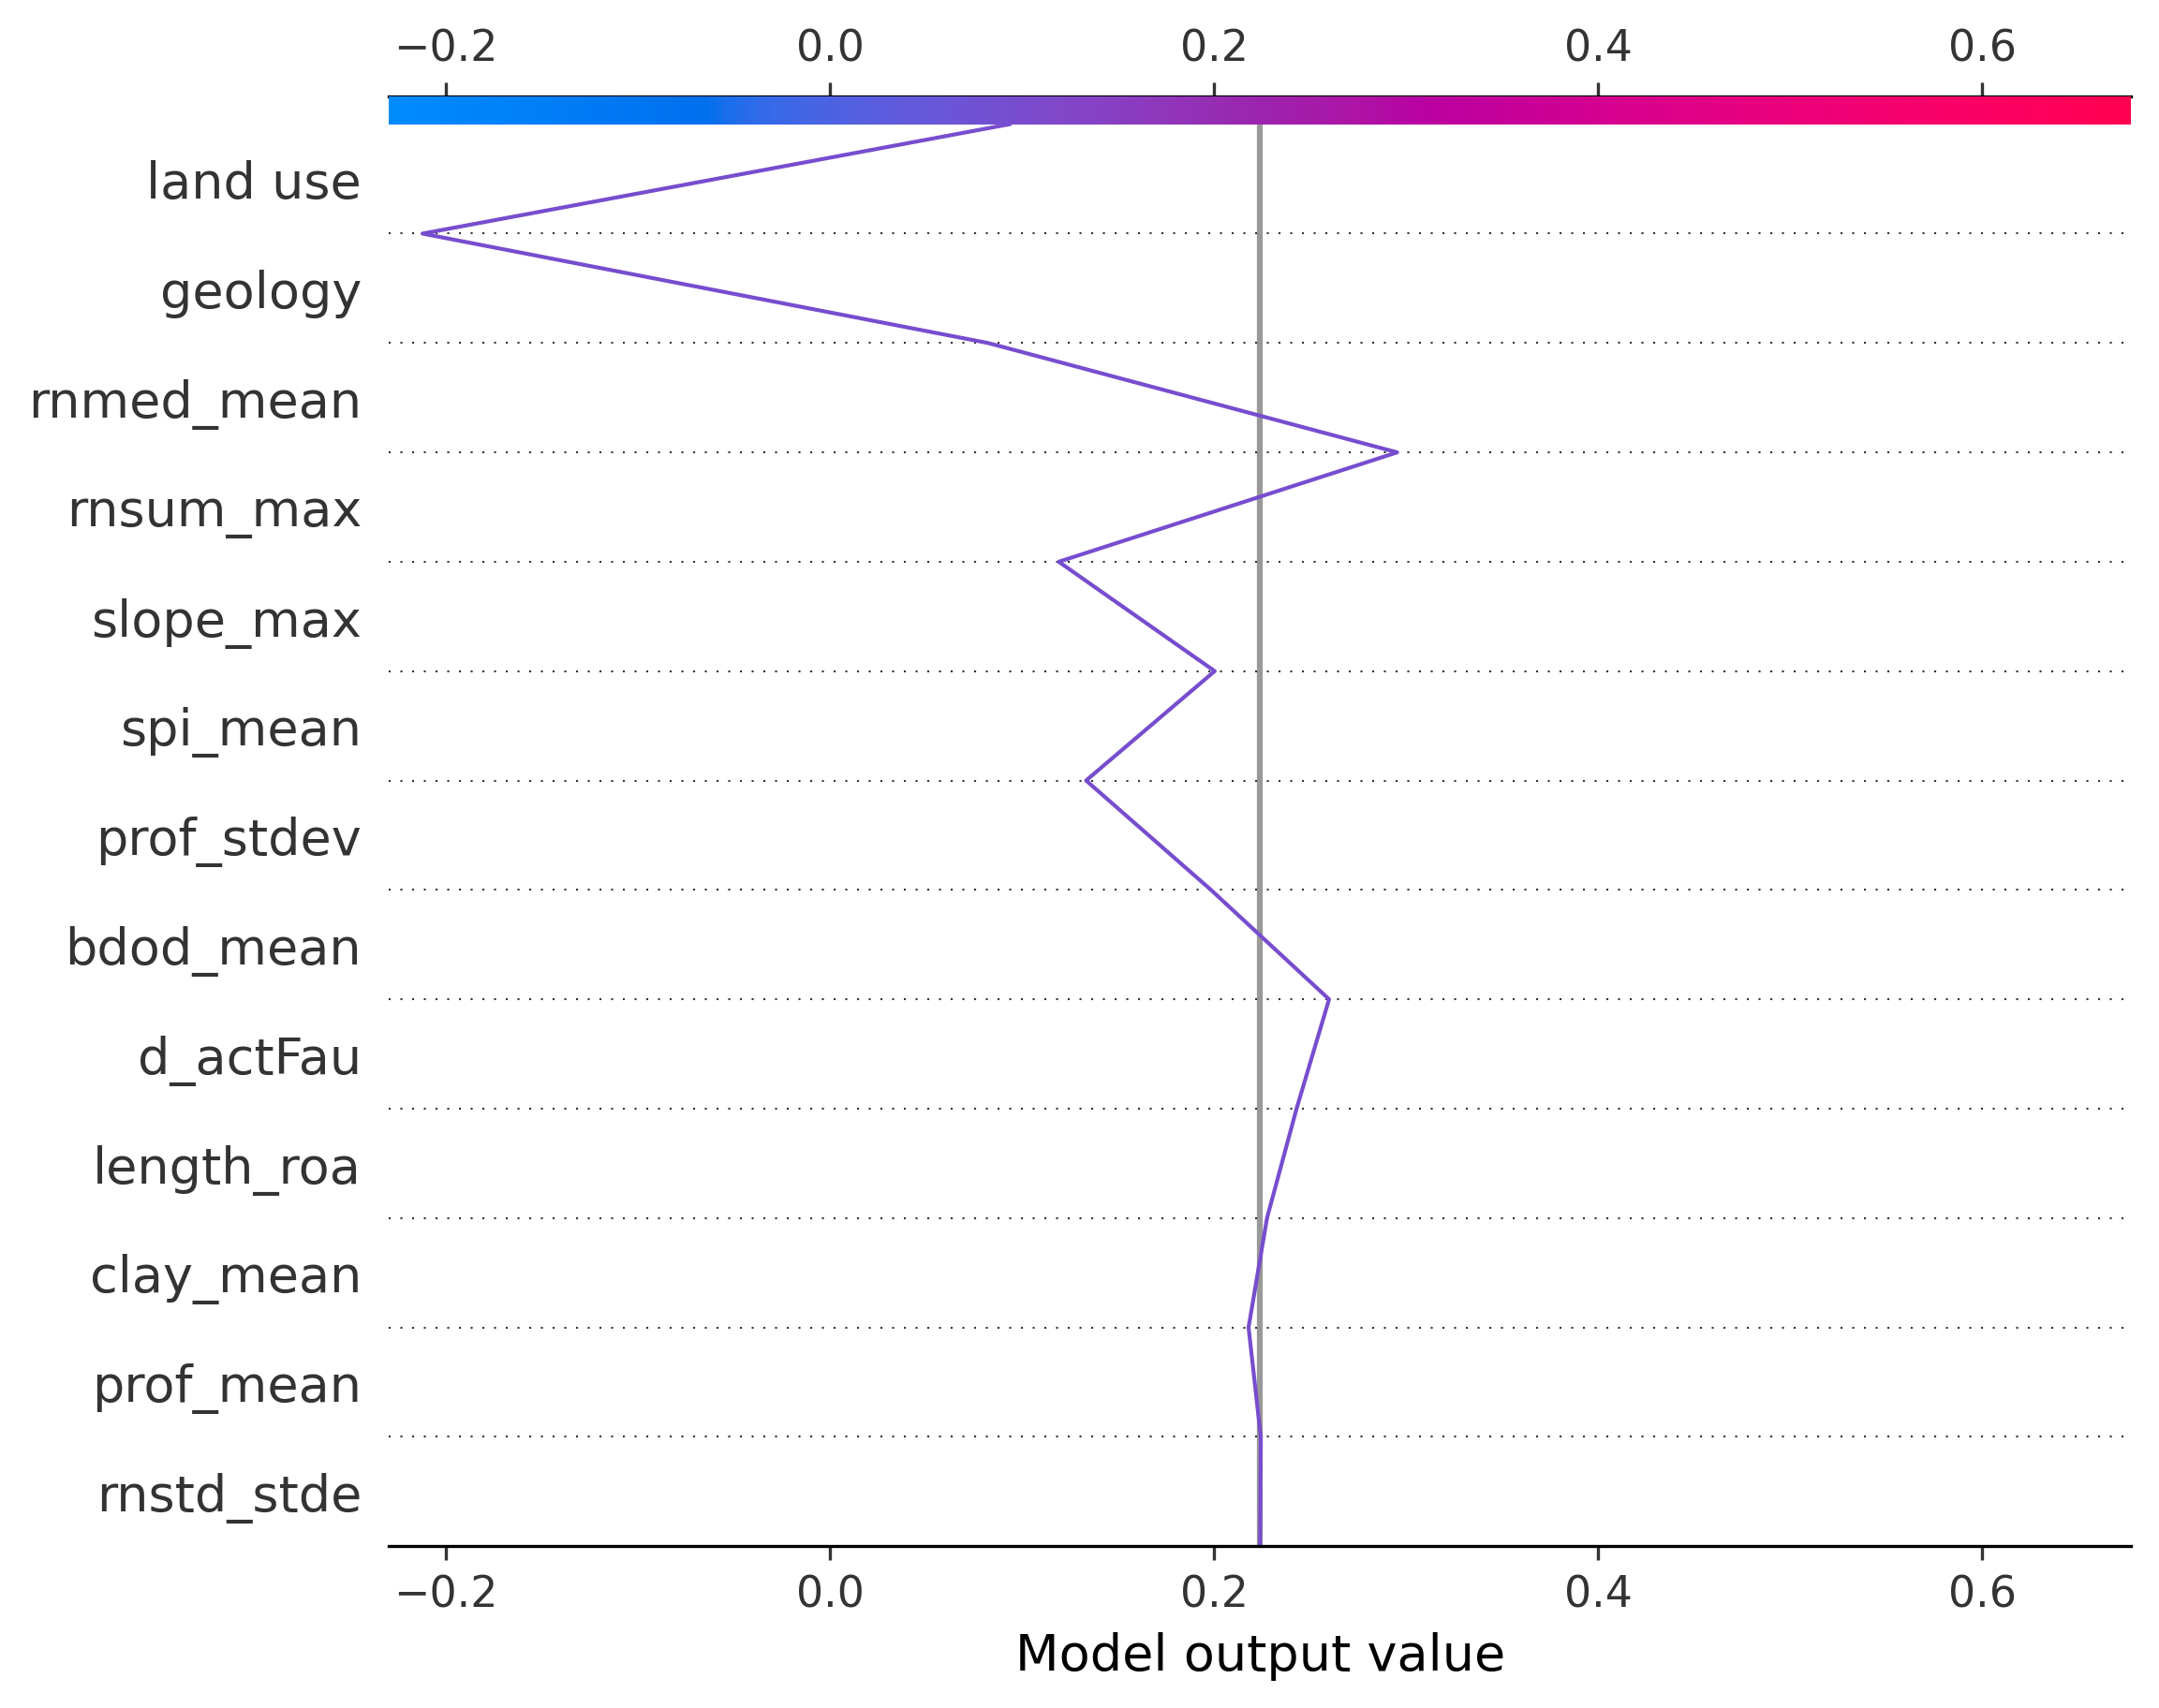 −0.2 0.0 0.2 0.4 0.6
land use
geology
rnmed_mean
rnsum_max
slope_max
spi_mean
prof_stdev
bdod_mean
d_actFau
length_roa
clay_mean
prof_mean
rnstd_stde
−0.2 0.0 0.2 0.4 0.6
Model output value